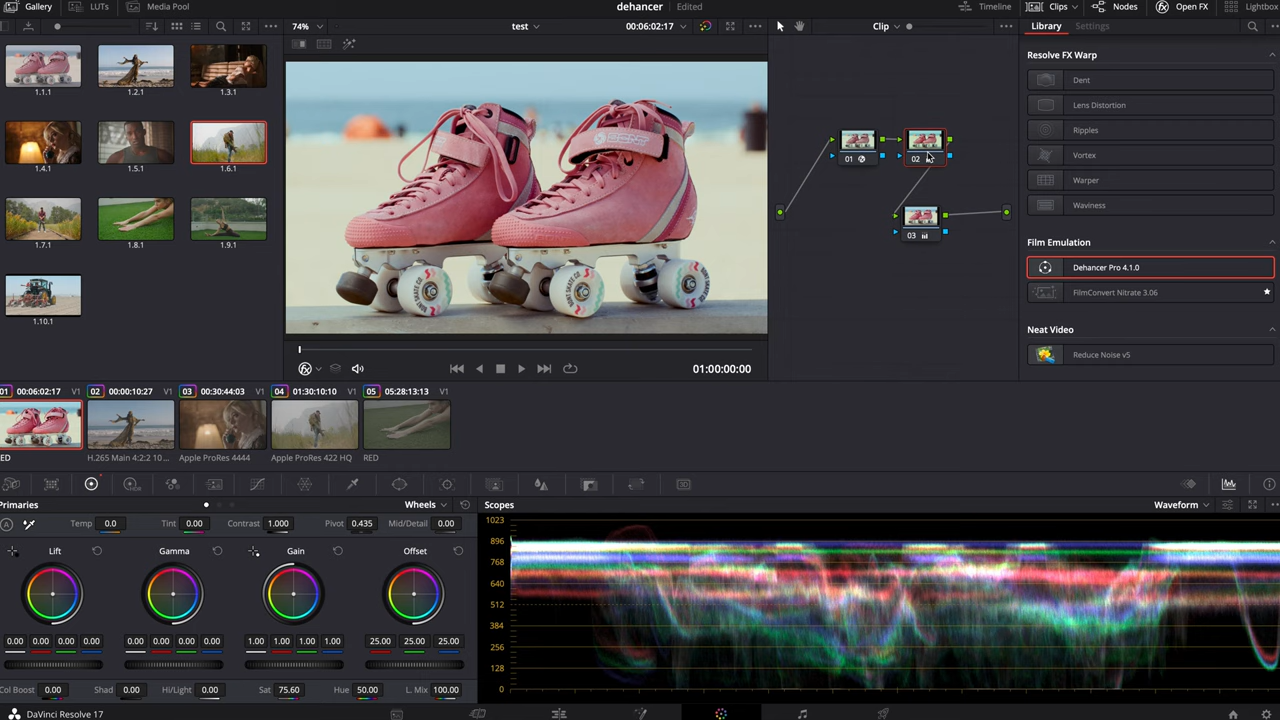 Gallery LUTs Media Pool dehancer Edited Timeline Clips Nodes Open FX Lightbox
74% test 00:06:02:17 Clip Library Settings
Resolve FX Warp
Dent
Lens Distortion
Ripples
Vortex
Warper
Waviness
Film Emulation
Dehancer Pro 4.1.0
FilmConvert Nitrate 3.06
Neat Video
Reduce Noise v5
1.1.1 1.2.1 1.3.1
1.4.1 1.5.1 1.6.1
1.7.1 1.8.1 1.9.1
1.10.1
01 02
03
01:00:00:00
01 00:06:02:17 V1 02 00:00:10:27 V1 03 00:30:44:03 V1 04 01:30:10:10 V1 05 05:28:13:13 V1
ED H.265 Main 4:2:2 10... Apple ProRes 4444 Apple ProRes 422 HQ RED
Primaries Wheels Scopes Waveform
A Temp 0.0 Tint 0.00 Contrast 1.000 Pivot 0.435 Mid/Detail 0.00
Lift Gamma Gain Offset
0.00 0.00 0.00 0.00 0.00 0.00 0.00 0.00 1.00 1.00 1.00 1.00 25.00 25.00 25.00
Col Boost 0.00 Shad 0.00 Hi/Light 0.00 Sat 75.60 Hue 50.00 L. Mix 100.00
1023
896
768
640
512
384
256
128
0
DaVinci Resolve 17